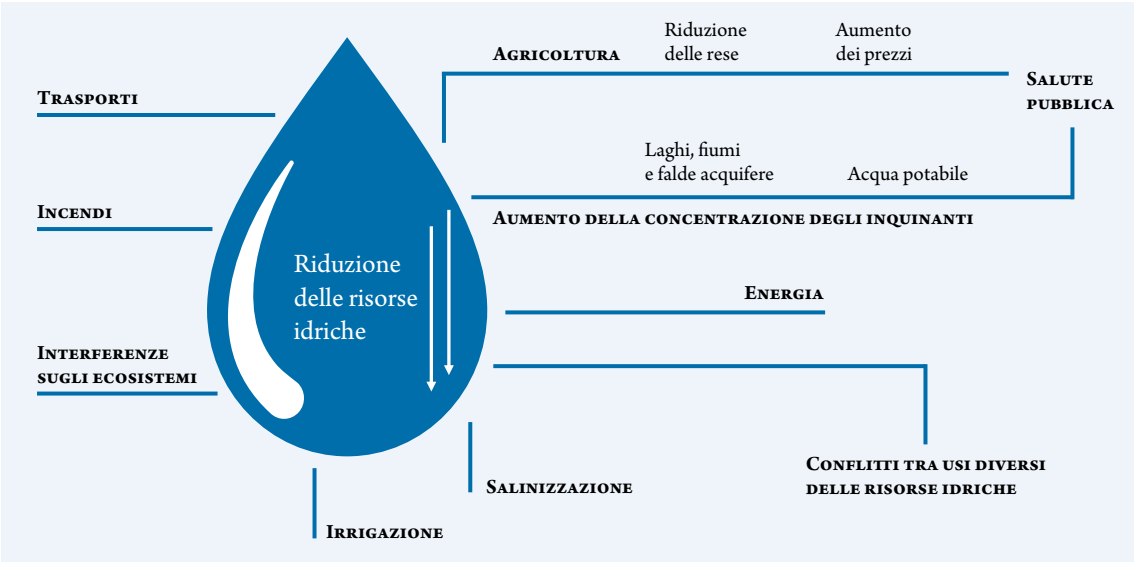 Trasporti
Incendi
Interferenze
sugli ecosistemi
Riduzione
delle risorse
idriche
Agricoltura
Riduzione
delle rese
Aumento
dei prezzi
Salute
pubblica
Laghi, fiumi
e falde acquifere
Acqua potabile
Aumento della concentrazione degli inquinanti
Energia
Conflitti tra usi diversi
delle risorse idriche
Salinizzazione
Irrigazione